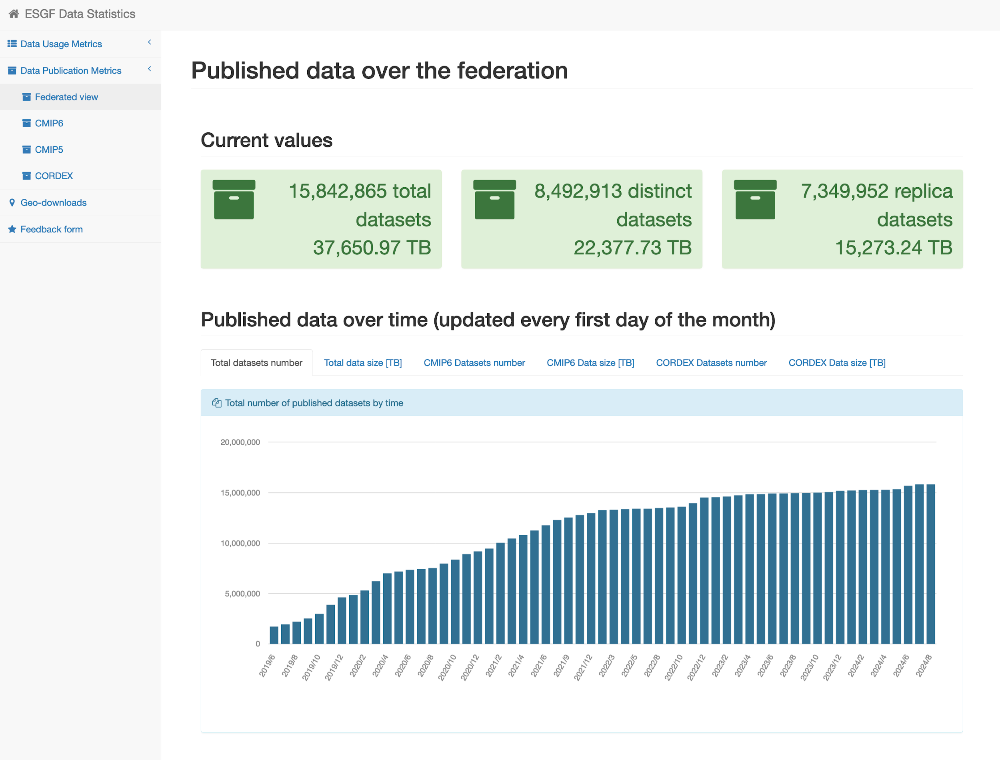 ESGF Data Statistics
Data Usage Metrics
Data Publication Metrics
Federated view
CMIP6
CMIP5
CORDEX
Geo-downloads
Feedback form
Published data over the federation
Current values
15,842,865 total
datasets
37,650.97 TB
8,492,913 distinct
datasets
22,377.73 TB
7,349,952 replica
datasets
15,273.24 TB
Published data over time (updated every first day of the month)
Total datasets number
Total data size [TB]
CMIP6 Datasets number
CMIP6 Data size [TB]
CORDEX Datasets number
CORDEX Data size [TB]
Total number of published datasets by time
20,000,000
15,000,000
10,000,000
5,000,000
0
2019/6
2019/8
2019/10
2019/12
2020/2
2020/4
2020/6
2020/8
2020/10
2020/12
2021/2
2021/4
2021/6
2021/9
2021/12
2022/3
2022/5
2022/8
2022/10
2022/12
2023/2
2023/4
2023/6
2023/8
2023/10
2023/12
2024/2
2024/4
2024/6
2024/8